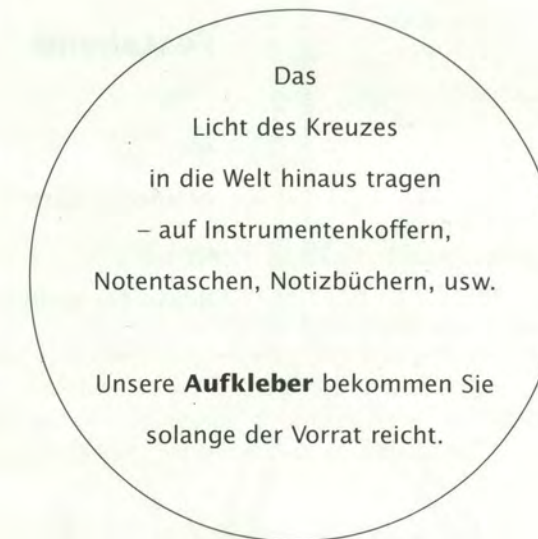 Das
Licht des Kreuzes
in die Welt hinaus tragen
– auf Instrumentenkoffern,
Notentaschen, Notizbüchern, usw.
Unsere Aufkleber bekommen Sie
solange der Vorrat reicht.